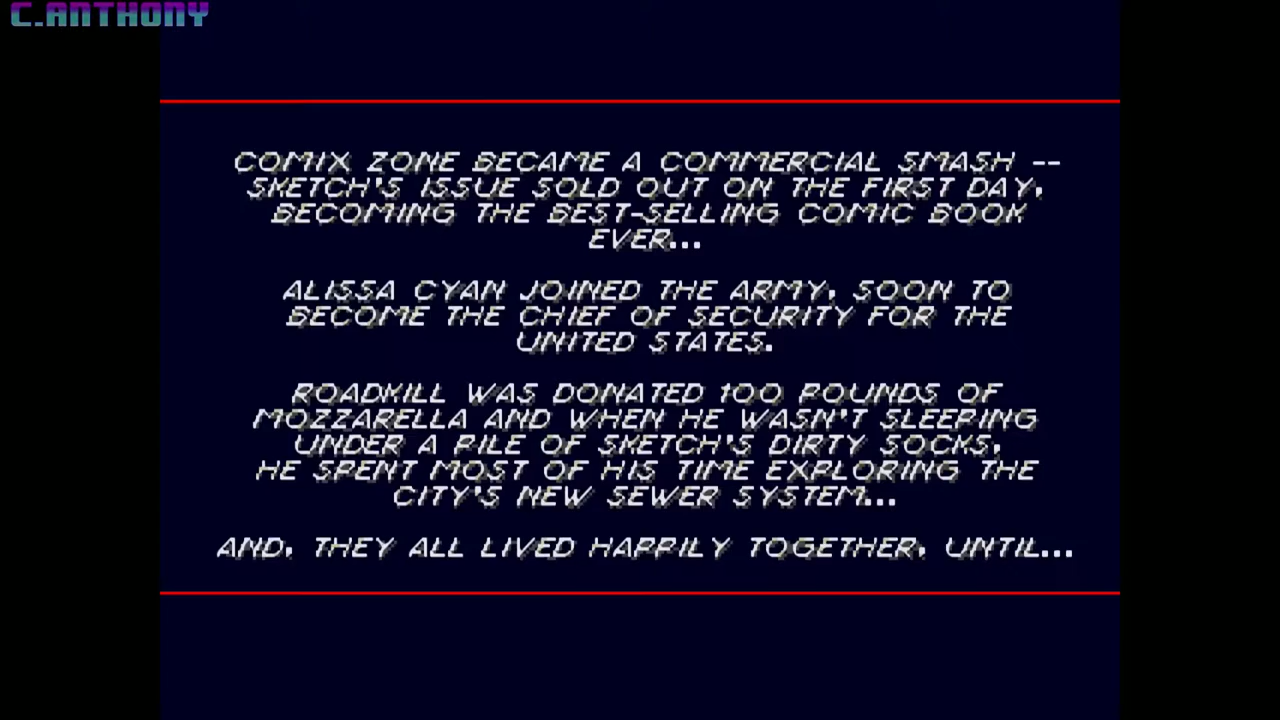 C.ANTHONY
COMIX ZONE BECAME A COMMERCIAL SMASH --
SKETCH'S ISSUE SOLD OUT ON THE FIRST DAY,
BECOMING THE BEST-SELLING COMIC BOOK
EVER...
ALISSA CYAN JOINED THE ARMY, SOON TO
BECOME THE CHIEF OF SECURITY FOR THE
UNITED STATES.
ROADKILL WAS DONATED 100 POUNDS OF
MOZZARELLA AND WHEN HE WASN'T SLEEPING
UNDER A PILE OF SKETCH'S DIRTY SOCKS,
HE SPENT MOST OF HIS TIME EXPLORING THE
CITY'S NEW SEWER SYSTEM...
AND, THEY ALL LIVED HAPPILY TOGETHER, UNTIL...